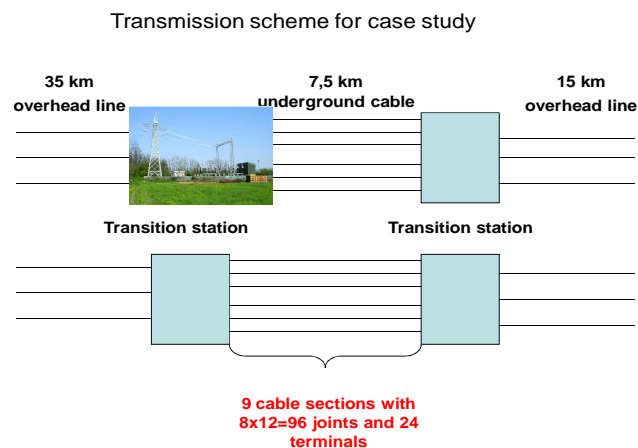 Transmission scheme for case study
35 km
overhead line
7,5 km
underground cable
15 km
overhead line
Transition station
Transition station
9 cable sections with
8x12=96 joints and 24
terminals